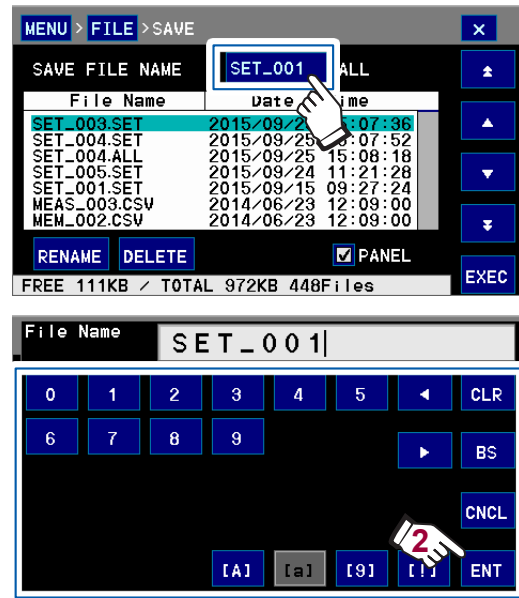 MENU > FILE > SAVE ×
SAVE FILE NAME SET_001 ALL
File Name Date ime
SET_003.SET :07:36
SET_004.SET 2015/09/25 :07:52
SET_004.ALL 2015/09/25 15:08:18
SET_005.SET 2015/09/24 11:21:28
SET_001.SET 2015/09/15 09:27:24
MEAS_003.CSV 2014/06/23 12:09:00
MEM_002.CSV 2014/06/23 12:09:00
RENAME DELETE PANEL
FREE 111KB / TOTAL 972KB 448Files EXEC
File Name SET_001
0 1 2 3 4 5 CLR
6 7 8 9 BS
CNCL
2
[A] [a] [9] [!] ENT